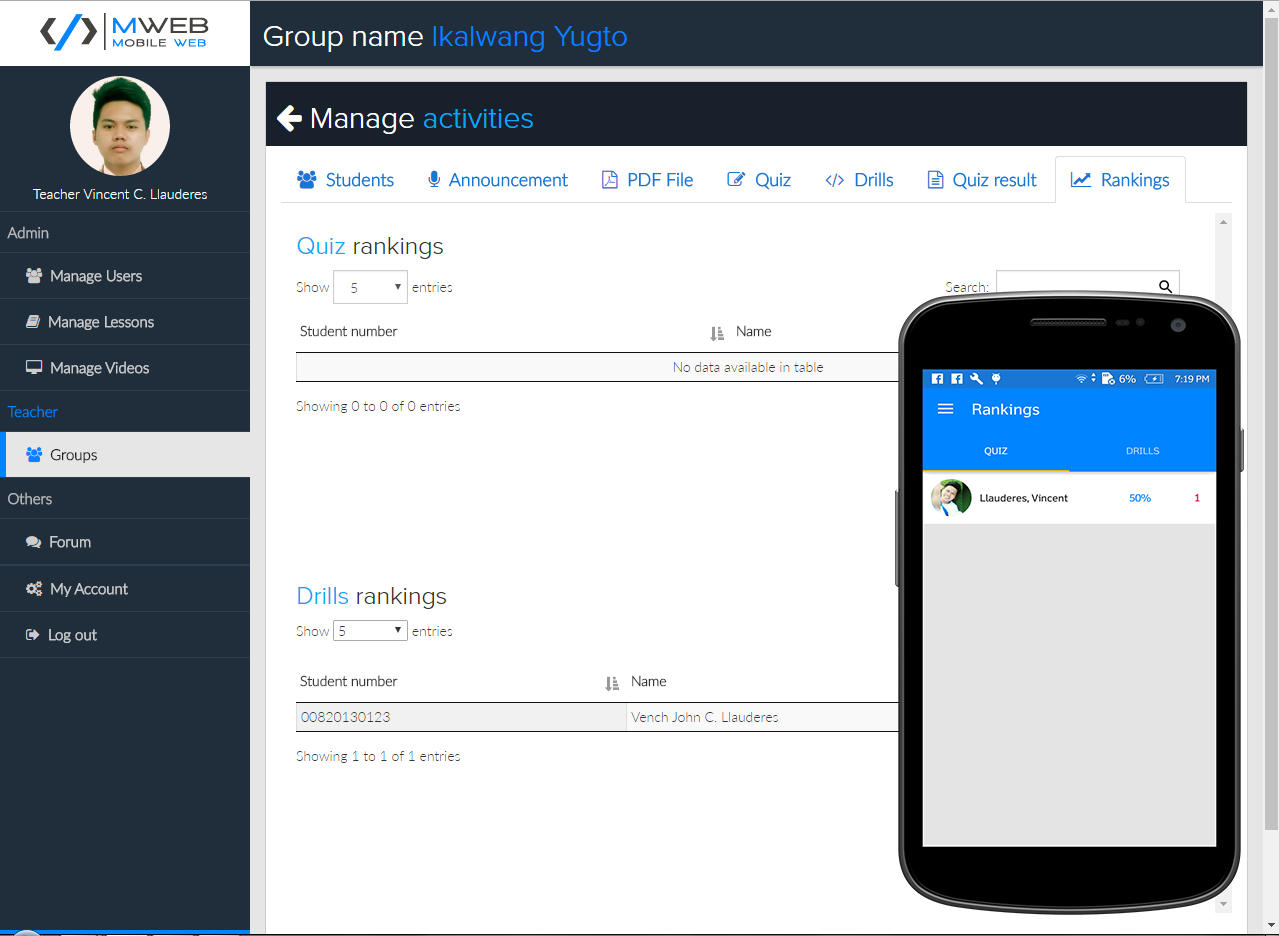 MWEB
MOBILE WEB
Group name Ikalwang Yugto
Teacher Vincent C. Llauderes
Admin
Manage Users
Manage Lessons
Manage Videos
Teacher
Groups
Others
Forum
My Account
Log out
Manage activities
Students Announcement PDF File Quiz Drills Quiz result Rankings
Quiz rankings
Show 5 entries Search:
Student number Name
No data available in table
Showing 0 to 0 of 0 entries
Drills rankings
Show 5 entries
Student number Name
00820130123 Vench John C. Llauderes
Showing 1 to 1 of 1 entries
6% 7:19 PM
Rankings
QUIZ DRILLS
Llauderes, Vincent 50% 1